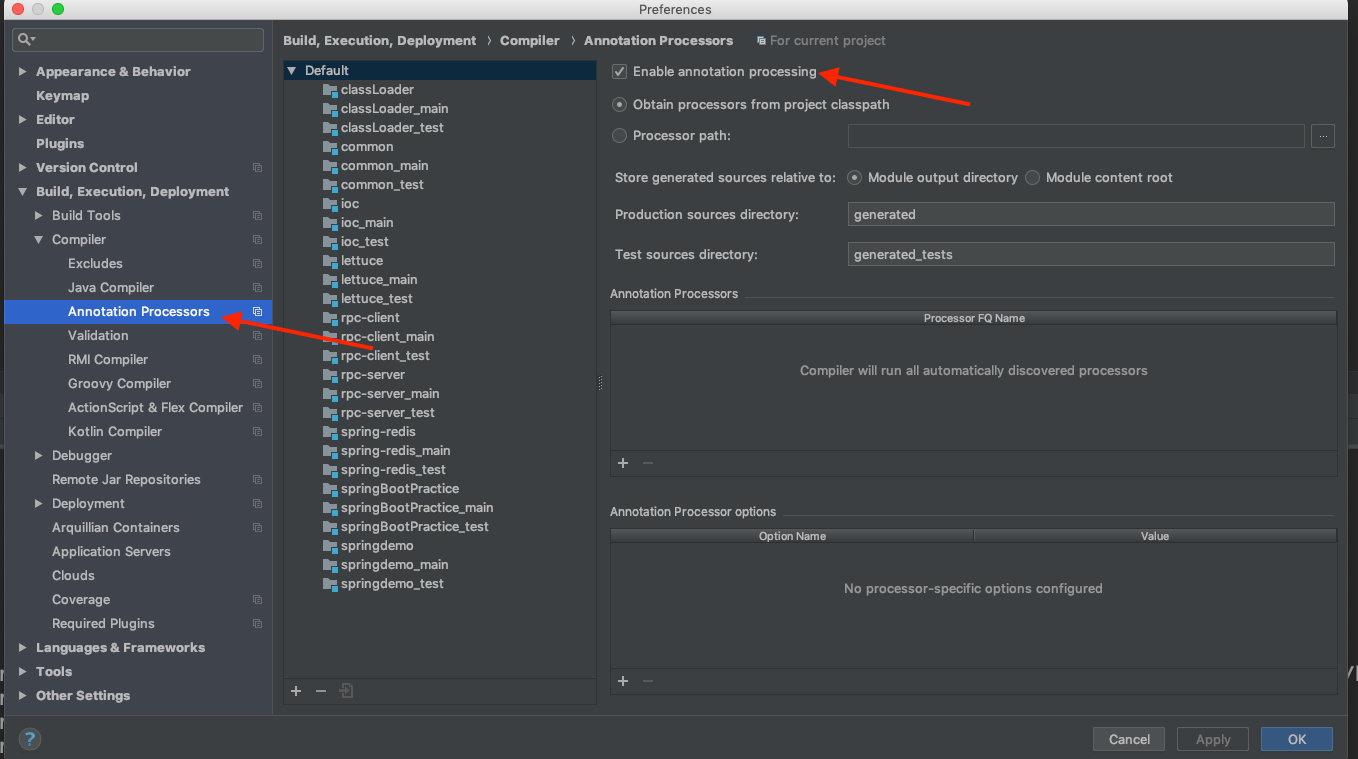 Preferences
Build, Execution, Deployment › Compiler › Annotation Processors For current project
Appearance & Behavior
Keymap
Editor
Plugins
Version Control
Build, Execution, Deployment
Build Tools
Compiler
Excludes
Java Compiler
Annotation Processors
Validation
RMI Compiler
Groovy Compiler
ActionScript & Flex Compiler
Kotlin Compiler
Debugger
Remote Jar Repositories
Deployment
Arquillian Containers
Application Servers
Clouds
Coverage
Required Plugins
Languages & Frameworks
Tools
Other Settings
Default
classLoader
classLoader_main
classLoader_test
common
common_main
common_test
ioc
ioc_main
ioc_test
lettuce
lettuce_main
lettuce_test
rpc-client
rpc-client_main
rpc-client_test
rpc-server
rpc-server_main
rpc-server_test
spring-redis
spring-redis_main
spring-redis_test
springBootPractice
springBootPractice_main
springBootPractice_test
springdemo
springdemo_main
springdemo_test
Enable annotation processing
Obtain processors from project classpath
Processor path:
...
Store generated sources relative to: Module output directory Module content root
Production sources directory: generated
Test sources directory: generated_tests
Annotation Processors
Processor FQ Name
Compiler will run all automatically discovered processors
Annotation Processor options
Option Name Value
No processor-specific options configured
? Cancel Apply OK